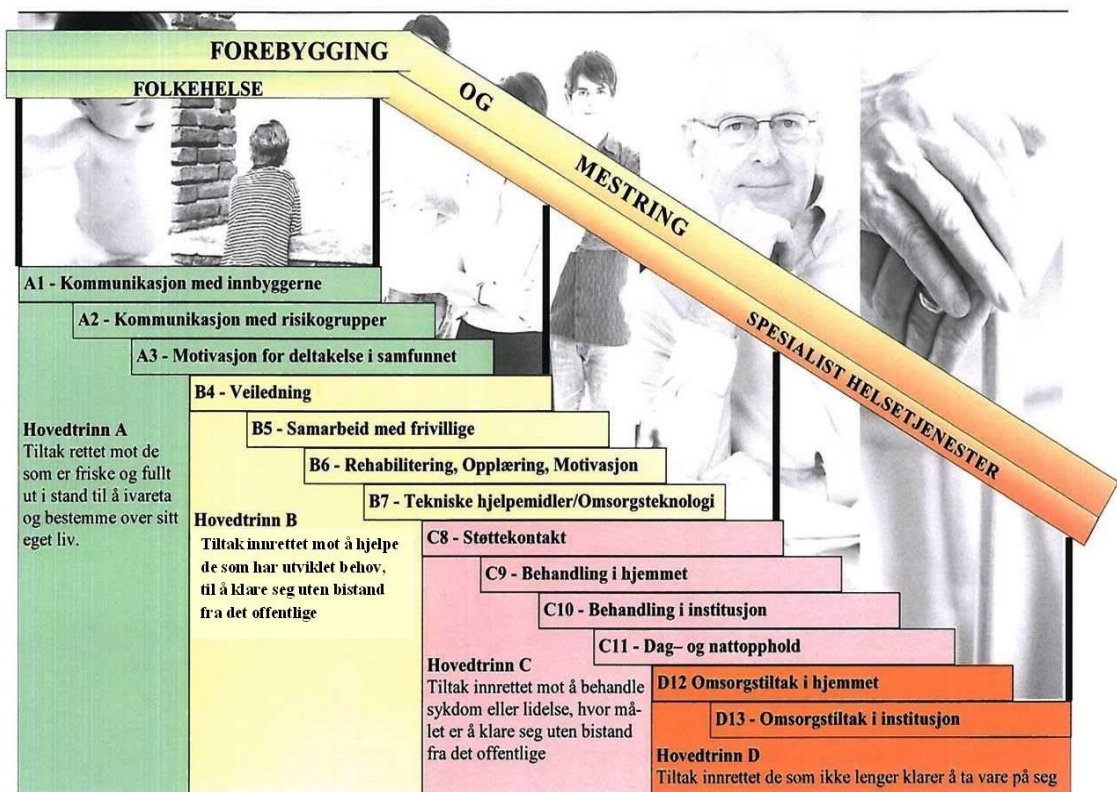 FOREBYGGING
OG
MESTRING
FOLKEHELSE
SPESIALIST HELSETJENESTER
A1 - Kommunikasjon med innbyggerne
A2 - Kommunikasjon med risikogrupper
A3 - Motivasjon for deltakelse i samfunnet
B4 - Veiledning
B5 - Samarbeid med frivillige
B6 - Rehabilitering, Opplæring, Motivasjon
B7 - Tekniske hjelpemidler/Omsorgsteknologi
C8 - Støttekontakt
C9 - Behandling i hjemmet
C10 - Behandling i institusjon
C11 - Dag– og nattopphold
D12 Omsorgstiltak i hjemmet
D13 - Omsorgstiltak i institusjon
Hovedtrinn A
Tiltak rettet mot de
som er friske og fullt
ut i stand til å ivareta
og bestemme over sitt
eget liv.
Hovedtrinn B
Tiltak innrettet mot å hjelpe
de som har utviklet behov,
til å klare seg uten bistand
fra det offentlige
Hovedtrinn C
Tiltak innrettet mot å behandle
sykdom eller lidelse, hvor må-
let er å klare seg uten bistand
fra det offentlige
Hovedtrinn D
Tiltak innrettet de som ikke lenger klarer å ta vare på seg